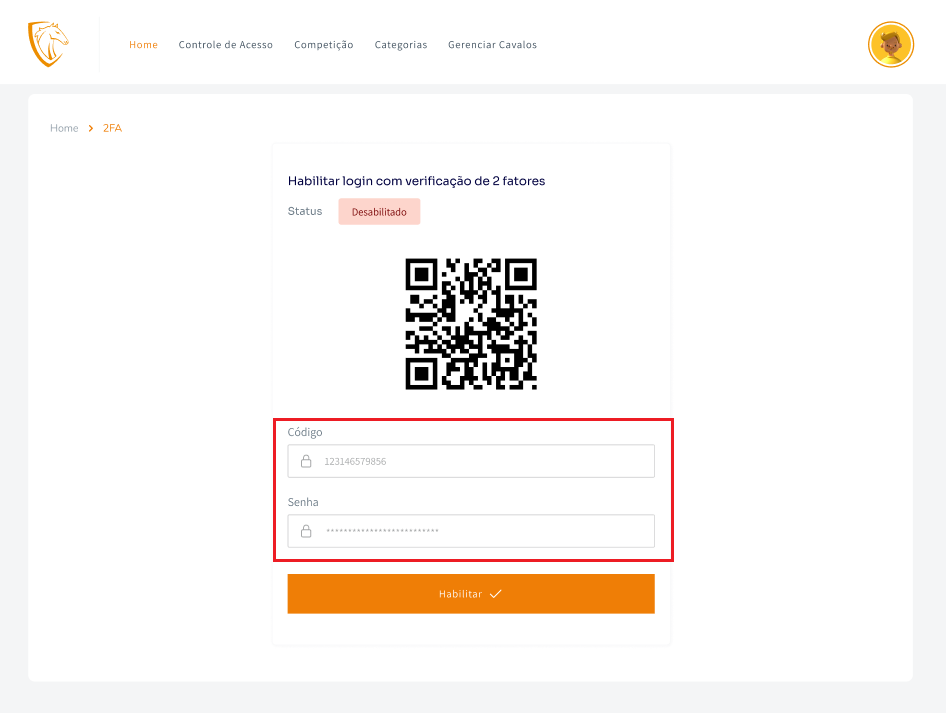 Home Controle de Acesso Competição Categorias Gerenciar Cavalos
Home > 2FA
Habilitar login com verificação de 2 fatores
Status Desabilitado
Código
123146579856
Senha
**************************
Habilitar